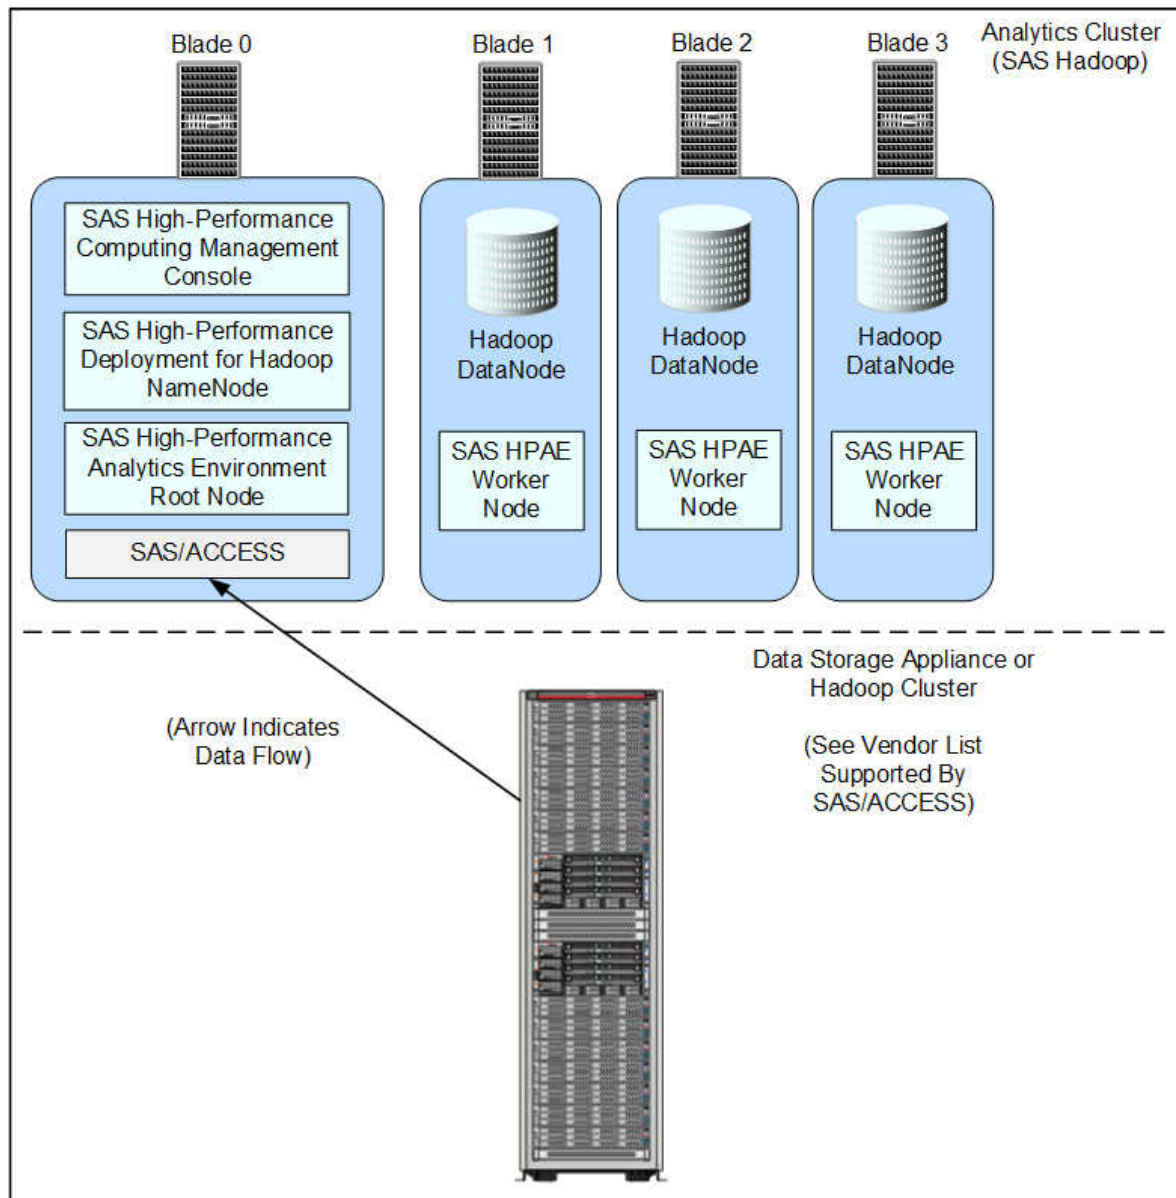 Blade 0
Blade 1
Blade 2
Blade 3
Analytics Cluster
(SAS Hadoop)
SAS High-Performance
Computing Management
Console
SAS High-Performance
Deployment for Hadoop
NameNode
SAS High-Performance
Analytics Environment
Root Node
SAS/ACCESS
Hadoop
DataNode
SAS HPAE
Worker
Node
Hadoop
DataNode
SAS HPAE
Worker
Node
Hadoop
DataNode
SAS HPAE
Worker
Node
Data Storage Appliance or
Hadoop Cluster
(See Vendor List
Supported By
SAS/ACCESS)
(Arrow Indicates
Data Flow)